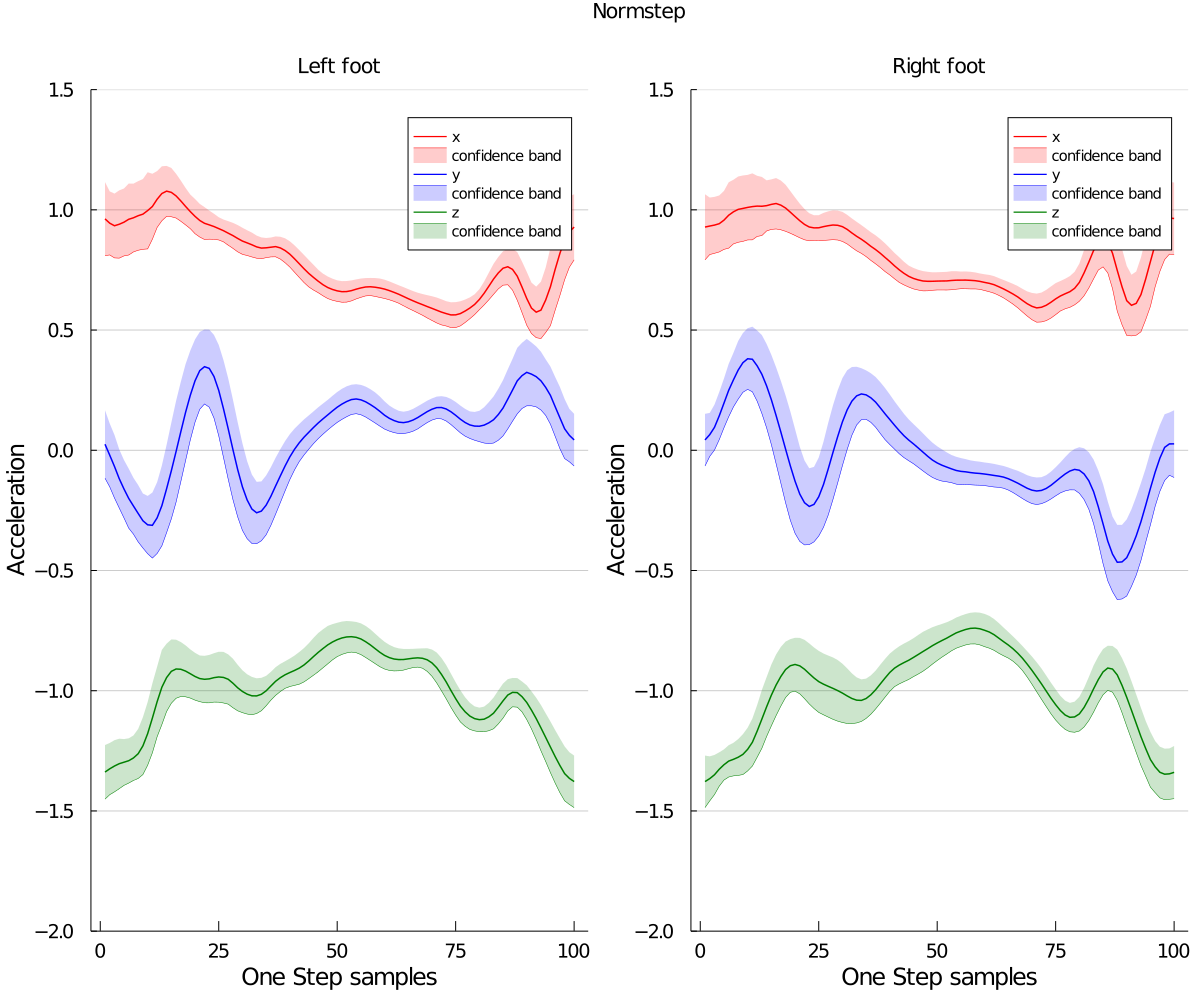 Normstep
Left foot
1.5
1.0
0.5
0.0
−0.5
−1.0
−1.5
−2.0
Acceleration
x
confidence band
y
confidence band
z
confidence band
0 25 50 75 100
One Step samples
Right foot
1.5
1.0
0.5
0.0
−0.5
−1.0
−1.5
−2.0
Acceleration
x
confidence band
y
confidence band
z
confidence band
0 25 50 75 100
One Step samples